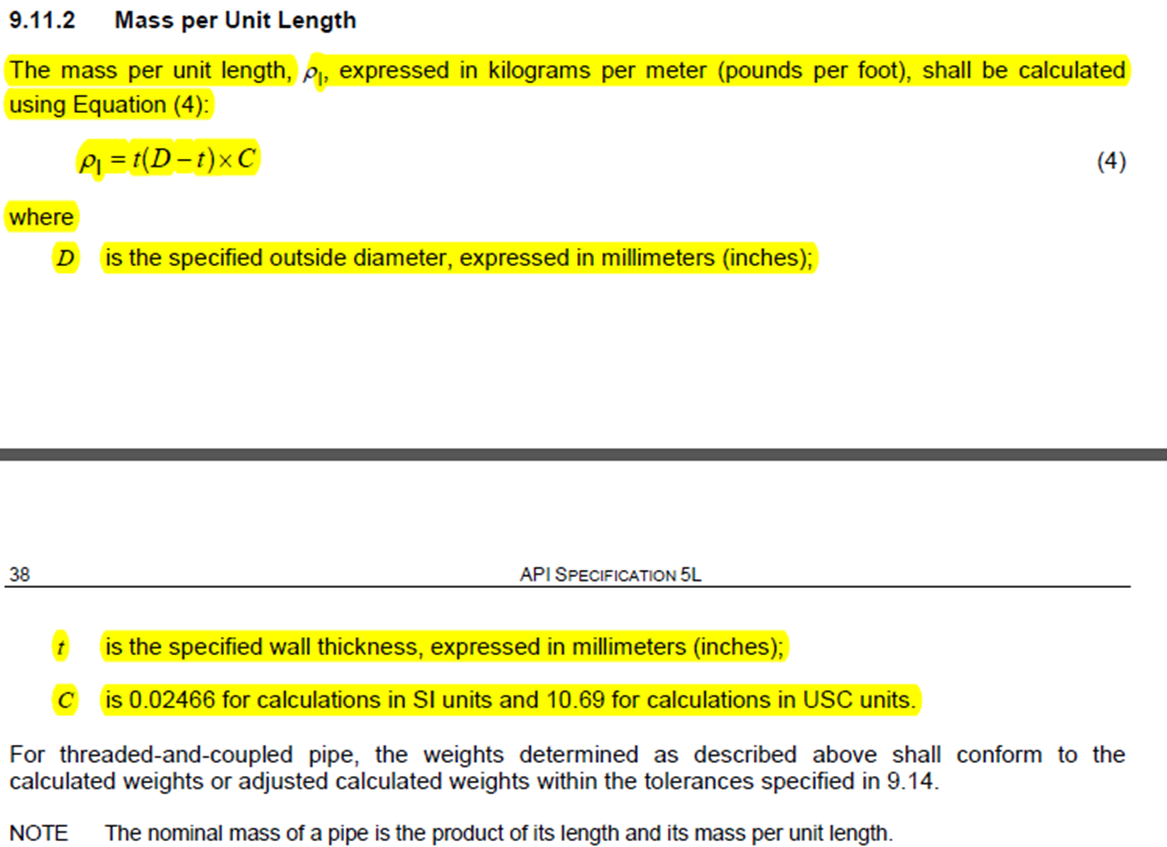 9.11.2 Mass per Unit Length
The mass per unit length, ρl, expressed in kilograms per meter (pounds per foot), shall be calculated
using Equation (4):
ρl = t(D − t) × C (4)
where
D is the specified outside diameter, expressed in millimeters (inches);
38 API SPECIFICATION 5L
t is the specified wall thickness, expressed in millimeters (inches);
C is 0.02466 for calculations in SI units and 10.69 for calculations in USC units.
For threaded-and-coupled pipe, the weights determined as described above shall conform to the
calculated weights or adjusted calculated weights within the tolerances specified in 9.14.
NOTE The nominal mass of a pipe is the product of its length and its mass per unit length.